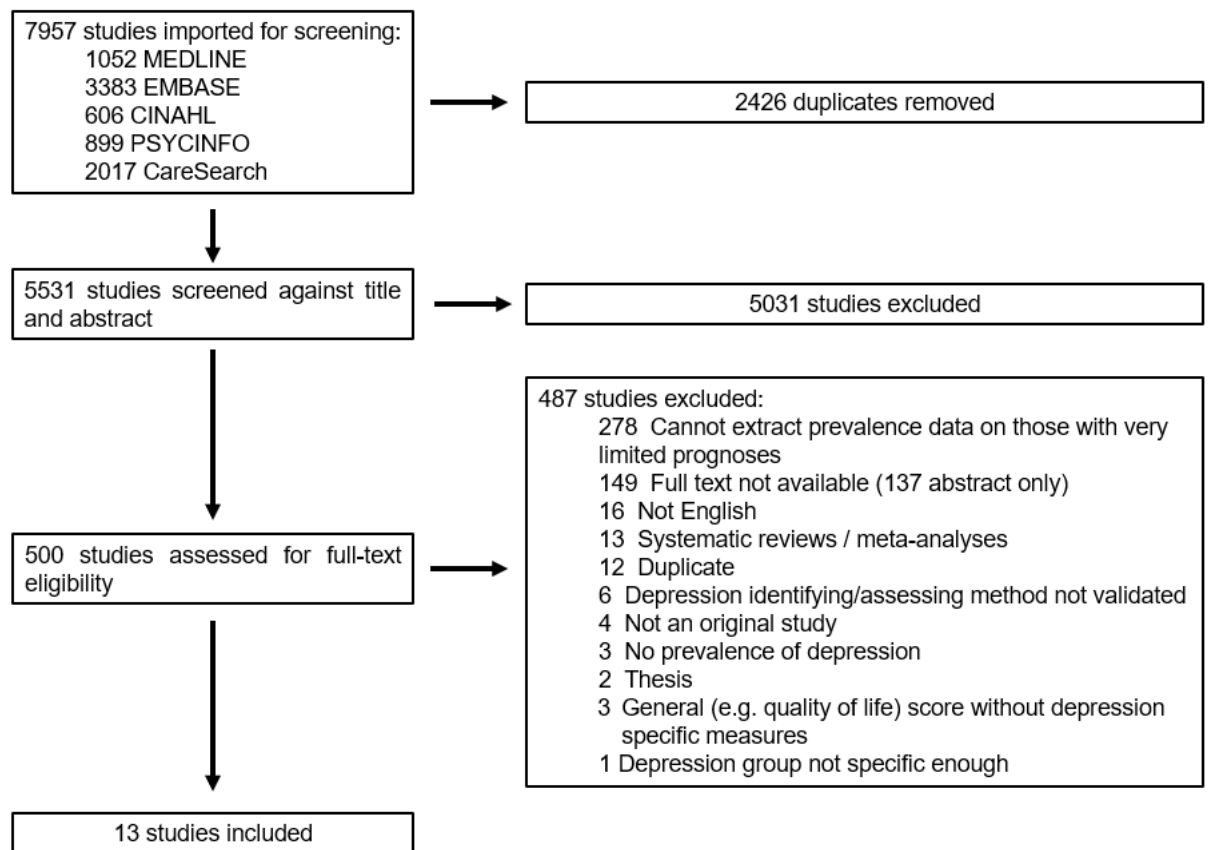 7957 studies imported for screening:
1052 MEDLINE
3383 EMBASE
606 CINAHL
899 PSYCINFO
2017 CareSearch
2426 duplicates removed
5531 studies screened against title
and abstract
5031 studies excluded
500 studies assessed for full-text
eligibility
487 studies excluded:
278 Cannot extract prevalence data on those with very
limited prognoses
149 Full text not available (137 abstract only)
16 Not English
13 Systematic reviews / meta-analyses
12 Duplicate
6 Depression identifying/assessing method not validated
4 Not an original study
3 No prevalence of depression
2 Thesis
3 General (e.g. quality of life) score without depression
specific measures
1 Depression group not specific enough
13 studies included